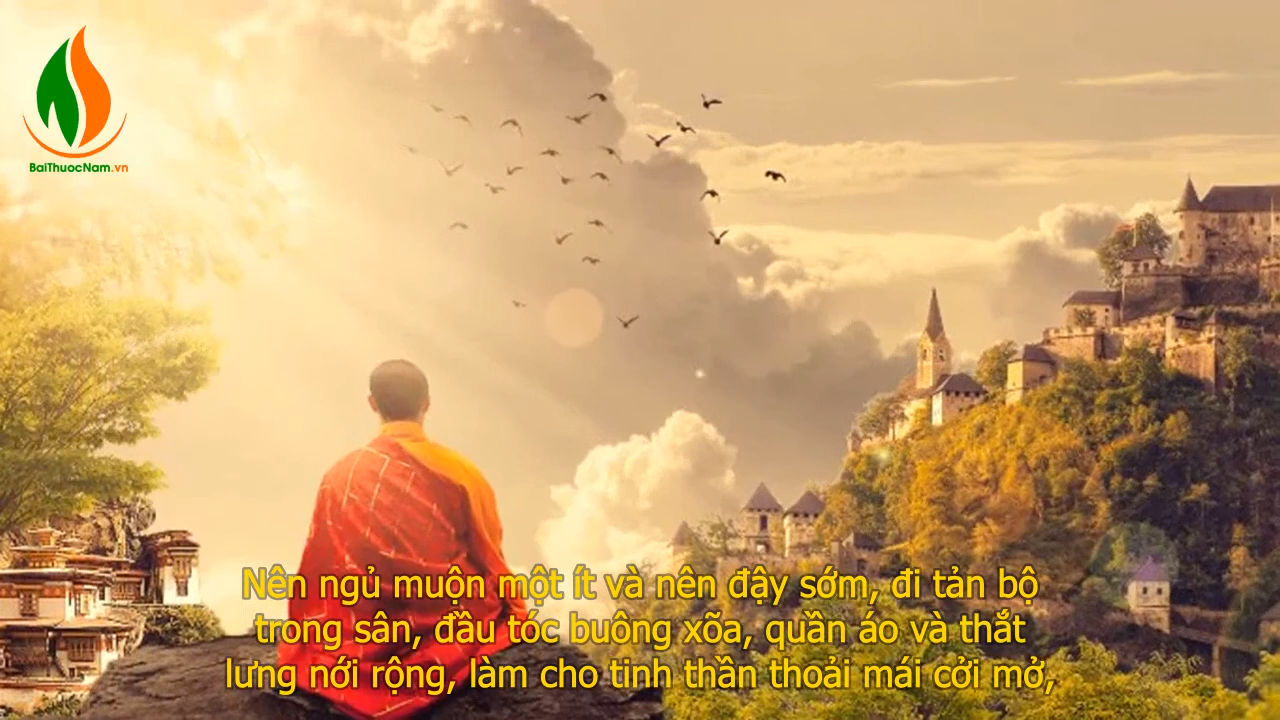 BaiThuocNam.vn
Nên ngủ muộn một ít và nên đậy sớm, đi tản bộ
trong sân, đầu tóc buông xõa, quần áo và thắt
lưng nới rộng, làm cho tinh thần thoải mái cởi mở,